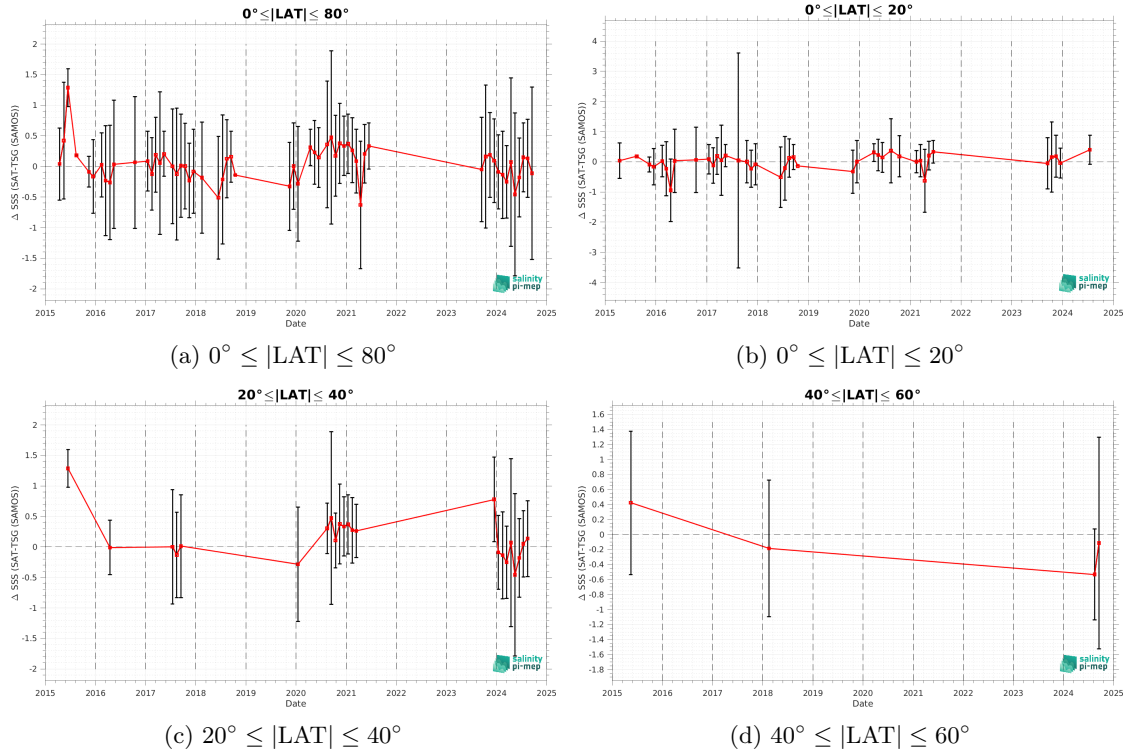 0°≤|LAT|≤ 80°
Δ SSS (SAT-TSG (SAMOS))
2
1.5
1
0.5
0
-0.5
-1
-1.5
-2
2015 2016 2017 2018 2019 2020 2021 2022 2023 2024 2025
Date
salinity
pi-mep
(a) 0° ≤ |LAT| ≤ 80°
0°≤|LAT|≤ 20°
Δ SSS (SAT-TSG (SAMOS))
4
3
2
1
0
-1
-2
-3
-4
2015 2016 2017 2018 2019 2020 2021 2022 2023 2024 2025
Date
salinity
pi-mep
(b) 0° ≤ |LAT| ≤ 20°
20°≤|LAT|≤ 40°
Δ SSS (SAT-TSG (SAMOS))
2
1.5
1
0.5
0
-0.5
-1
-1.5
-2
2015 2016 2017 2018 2019 2020 2021 2022 2023 2024 2025
Date
salinity
pi-mep
(c) 20° ≤ |LAT| ≤ 40°
40°≤|LAT|≤ 60°
Δ SSS (SAT-TSG (SAMOS))
1.6
1.4
1.2
1
0.8
0.6
0.4
0.2
0
-0.2
-0.4
-0.6
-0.8
-1
-1.2
-1.4
-1.6
-1.8
2015 2016 2017 2018 2019 2020 2021 2022 2023 2024 2025
Date
salinity
pi-mep
(d) 40° ≤ |LAT| ≤ 60°